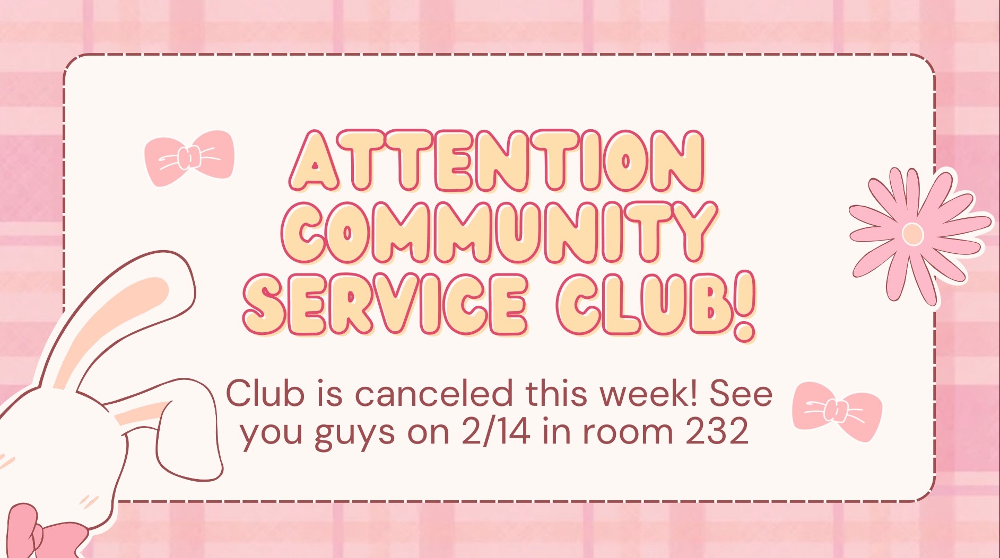 ATTENTION
COMMUNITY
SERVICE CLUB!
Club is canceled this week! See
you guys on 2/14 in room 232